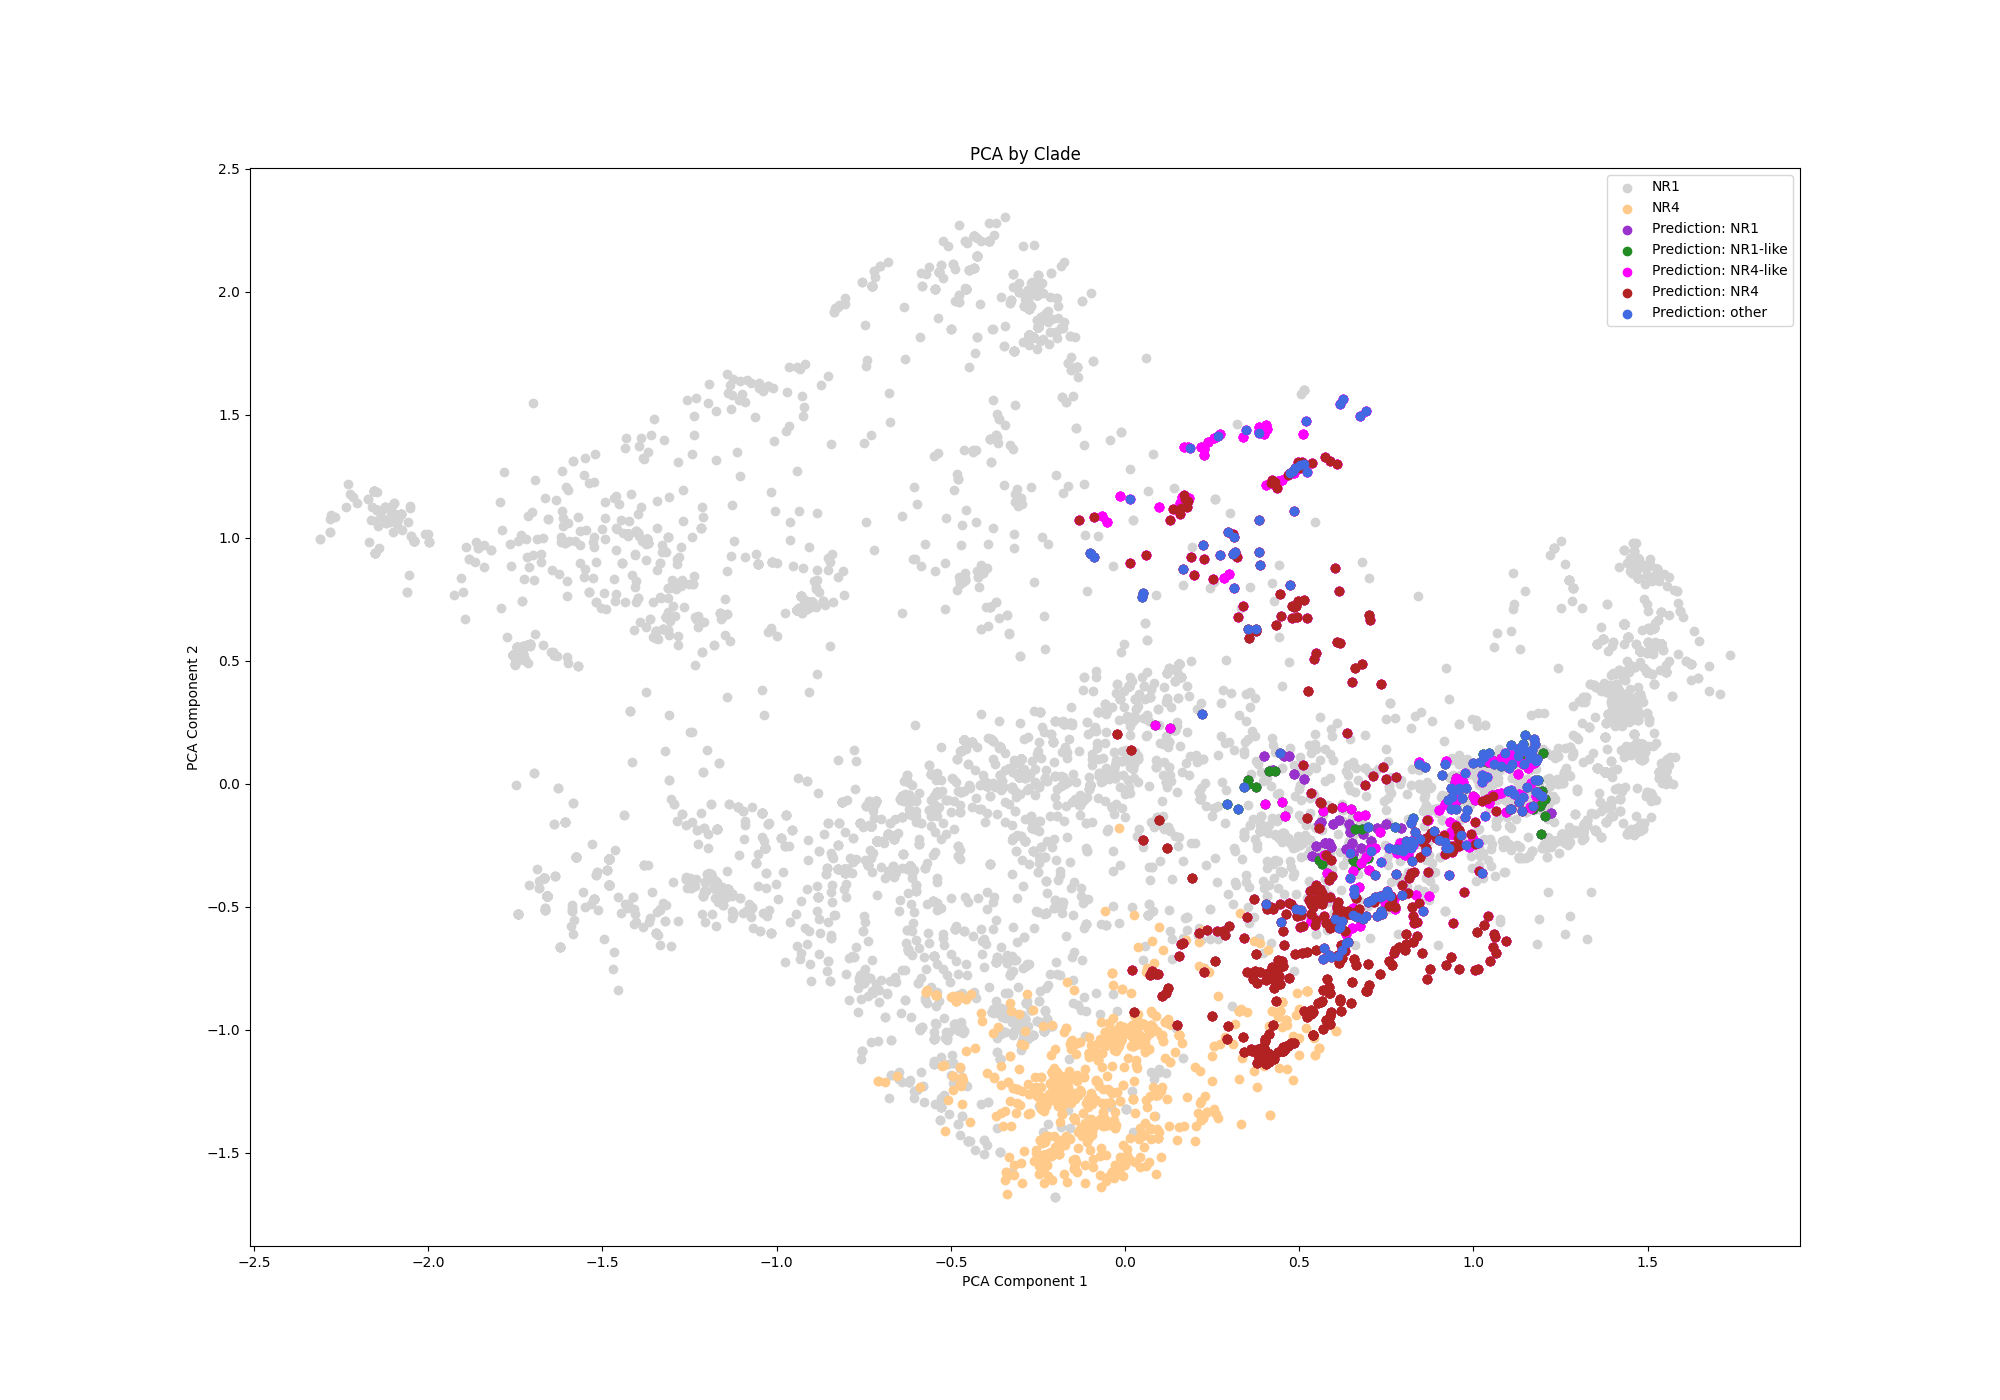 PCA by Clade
NR1
NR4
Prediction: NR1
Prediction: NR1-like
Prediction: NR4-like
Prediction: NR4
Prediction: other
2.5
2.0
1.5
1.0
0.5
0.0
−0.5
−1.0
−1.5
PCA Component 2
−2.5 −2.0 −1.5 −1.0 −0.5 0.0 0.5 1.0 1.5
PCA Component 1